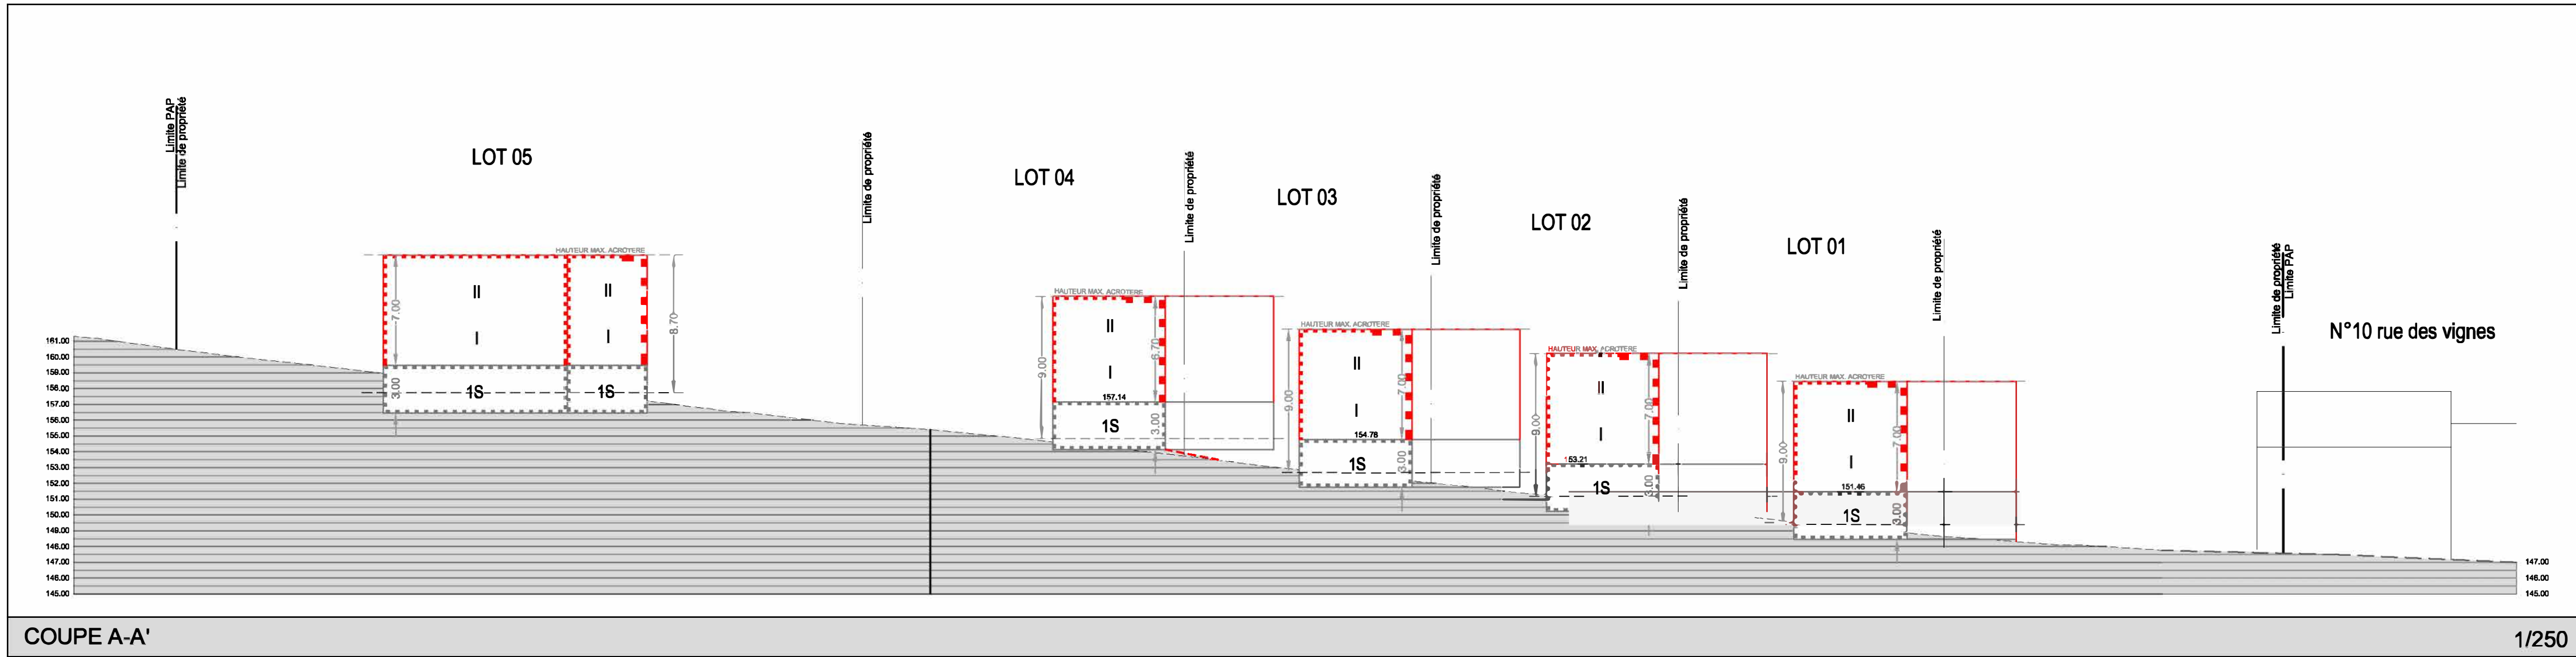 Limite PAP
Limite de propriété
LOT 05
Limite de propriété
LOT 04
Limite de propriété
LOT 03
Limite de propriété
LOT 02
Limite de propriété
LOT 01
Limite de propriété
Limite de propriété
Limite PAP
N°10 rue des vignes
HAUTEUR MAX. ACROTERE
7.00
II
I
II
I
8.70
3.00
1S
1S
HAUTEUR MAX. ACROTERE
9.00
II
I
6.70
157.14
1S
3.00
HAUTEUR MAX. ACROTERE
9.00
II
I
7.00
154.78
1S
3.00
HAUTEUR MAX. ACROTERE
9.00
II
I
7.00
153.21
1S
3.00
HAUTEUR MAX. ACROTERE
9.00
II
I
7.00
151.46
1S
3.00
161.00
160.00
159.00
158.00
157.00
156.00
155.00
154.00
153.00
152.00
151.00
150.00
149.00
148.00
147.00
146.00
145.00
147.00
146.00
145.00
COUPE A-A'
1/250